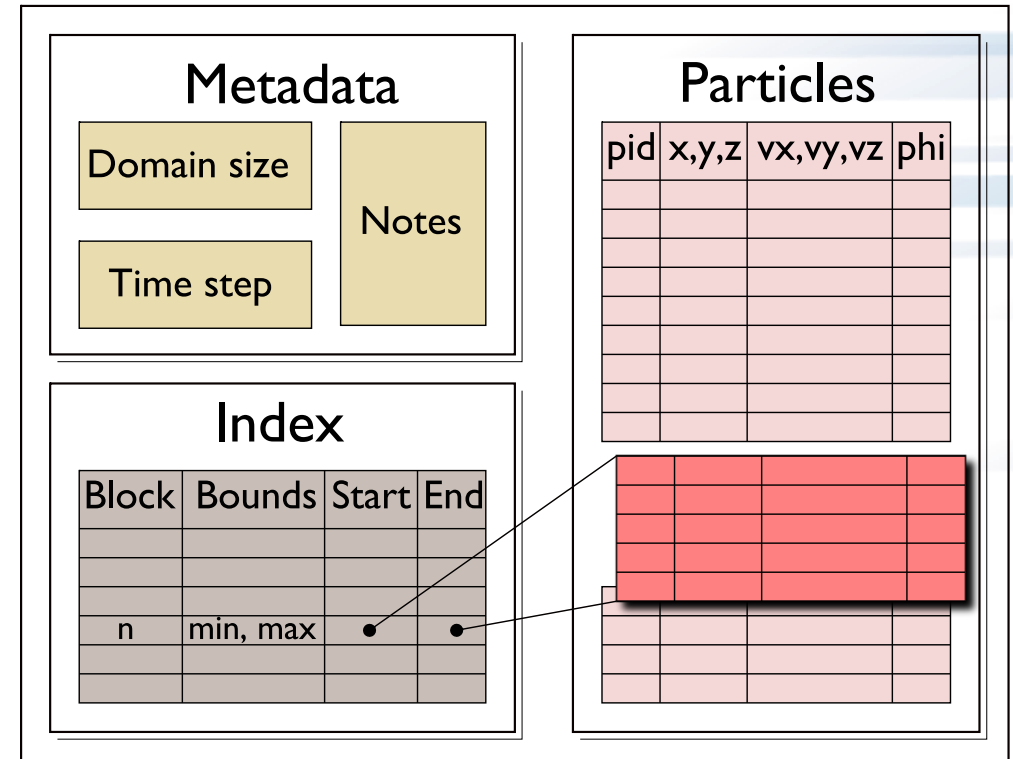 Metadata
Domain size
Time step
Notes
Index
Block Bounds Start End
n min, max
Particles
pid x,y,z vx,vy,vz phi